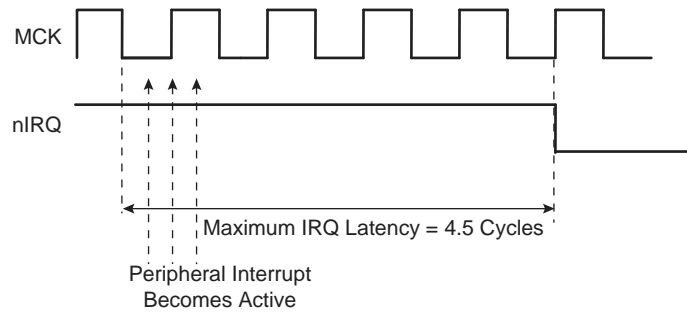 MCK
nIRQ
Maximum IRQ Latency = 4.5 Cycles
Peripheral Interrupt
Becomes Active